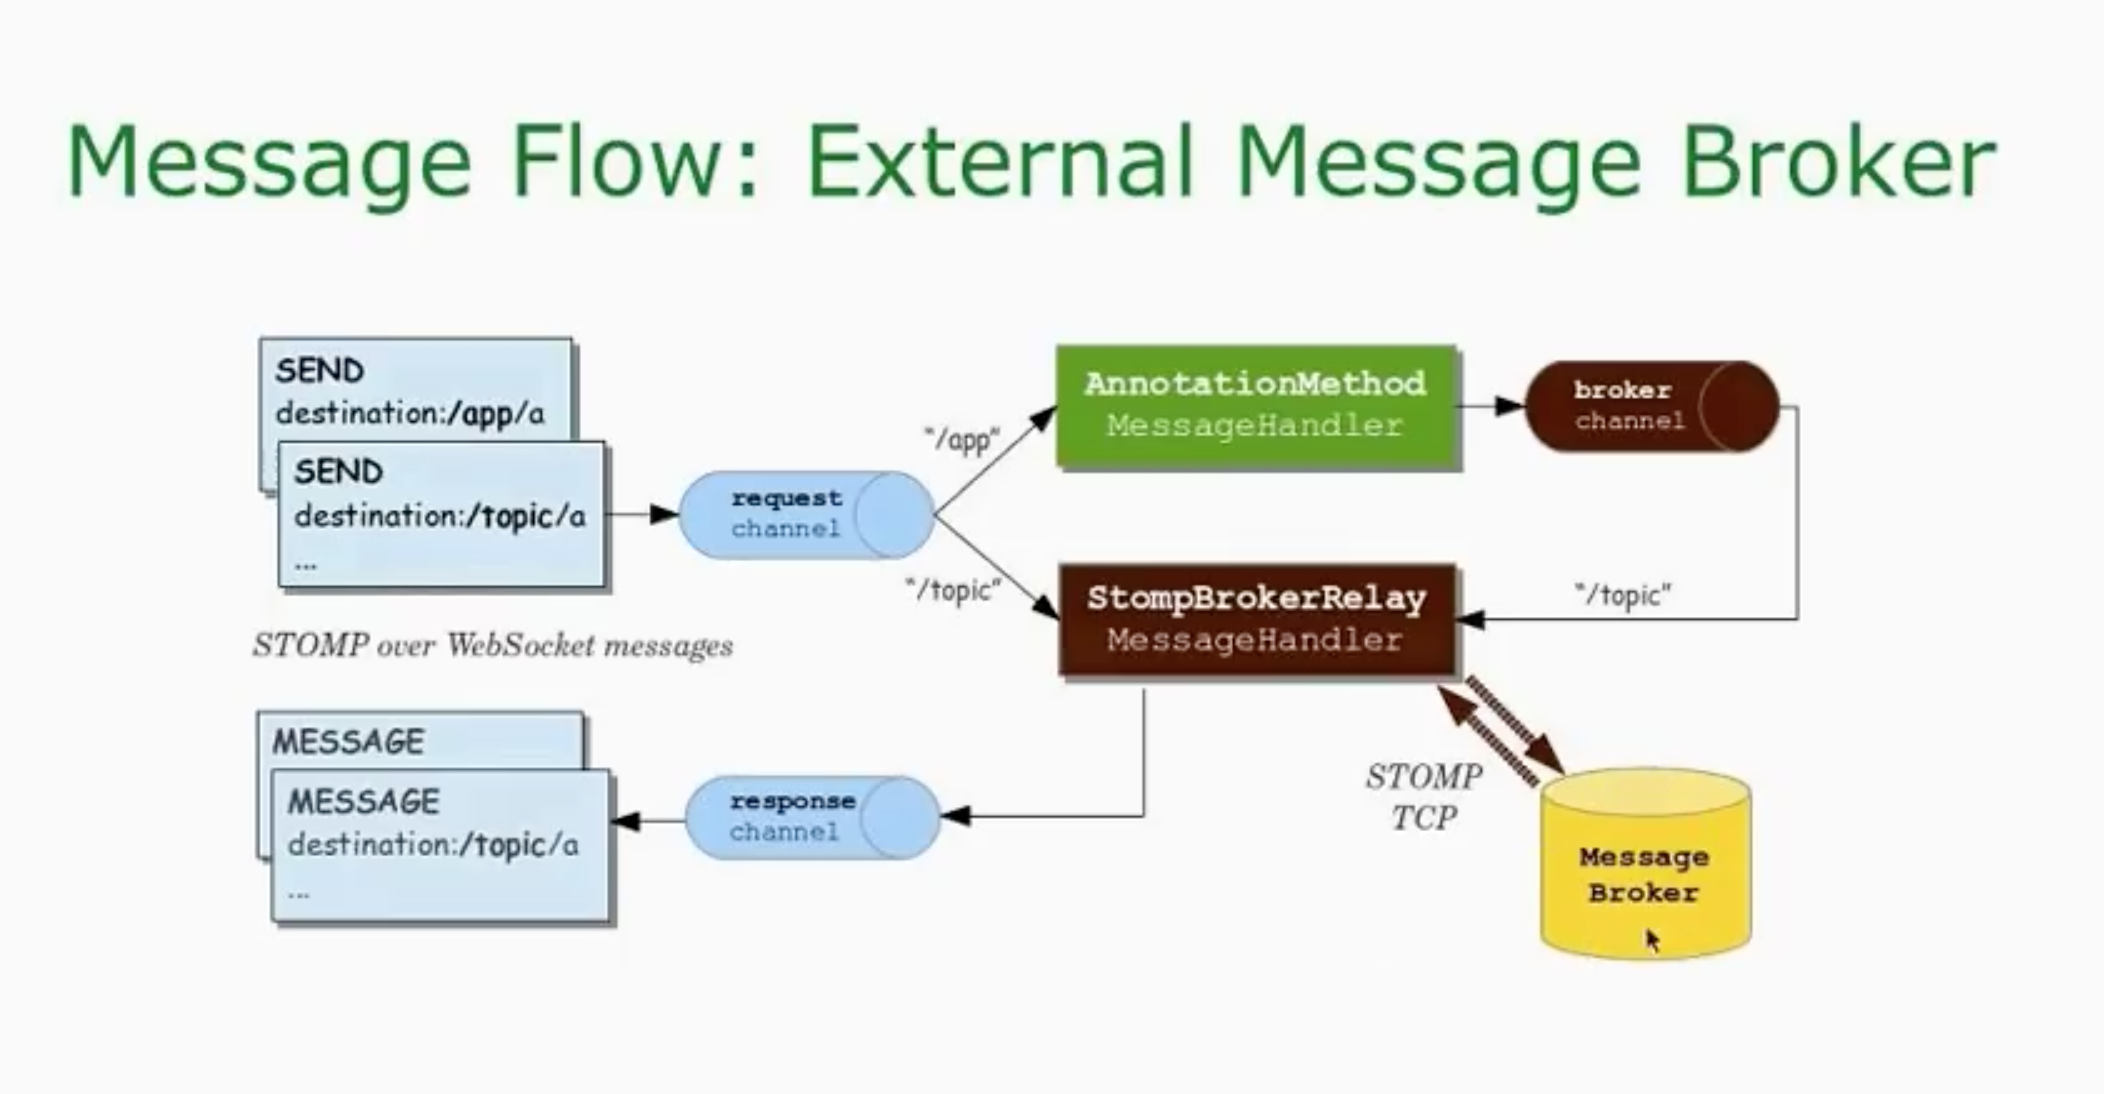 Message Flow: External Message Broker
SEND
destination:/app/a
SEND
destination:/topic/a
...
STOMP over WebSocket messages
request
channel
"/app"
"/topic"
AnnotationMethod
MessageHandler
broker
channel
StompBrokerRelay
MessageHandler
"/topic"
MESSAGE
MESSAGE
destination:/topic/a
...
response
channel
STOMP
TCP
Message
Broker